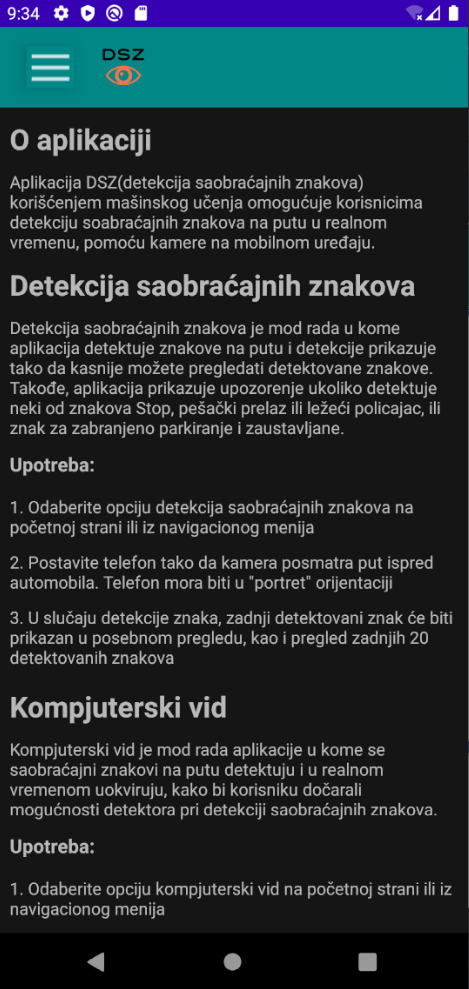 9:34
DSZ
O aplikaciji
Aplikacija DSZ(detekcija saobraćajnih znakova)
korišćenjem mašinskog učenja omogućuje korisnicima
detekciju soabraćajnih znakova na putu u realnom
vremenu, pomoću kamere na mobilnom uređaju.
Detekcija saobraćajnih znakova
Detekcija saobraćajnih znakova je mod rada u kome
aplikacija detektuje znakove na putu i detekcije prikazuje
tako da kasnije možete pregledati detektovane znakove.
Takođe, aplikacija prikazuje upozorenje ukoliko detektuje
neki od znakova Stop, pešački prelaz ili ležeći policajac, ili
znak za zabranjeno parkiranje i zaustavljane.
Upotreba:
1. Odaberite opciju detekcija saobraćajnih znakova na
početnoj strani ili iz navigacionog menija
2. Postavite telefon tako da kamera posmatra put ispred
automobila. Telefon mora biti u "portret" orijentaciji
3. U slučaju detekcije znaka, zadnji detektovani znak će biti
prikazan u posebnom pregledu, kao i pregled zadnjih 20
detektovanih znakova
Kompjuterski vid
Kompjuterski vid je mod rada aplikacije u kome se
saobraćajni znakovi na putu detektuju i u realnom
vremenom uokviruju, kako bi korisniku dočarali
mogućnosti detektora pri detekciji saobraćajnih znakova.
Upotreba:
1. Odaberite opciju kompjuterski vid na početnoj strani ili iz
navigacionog menija